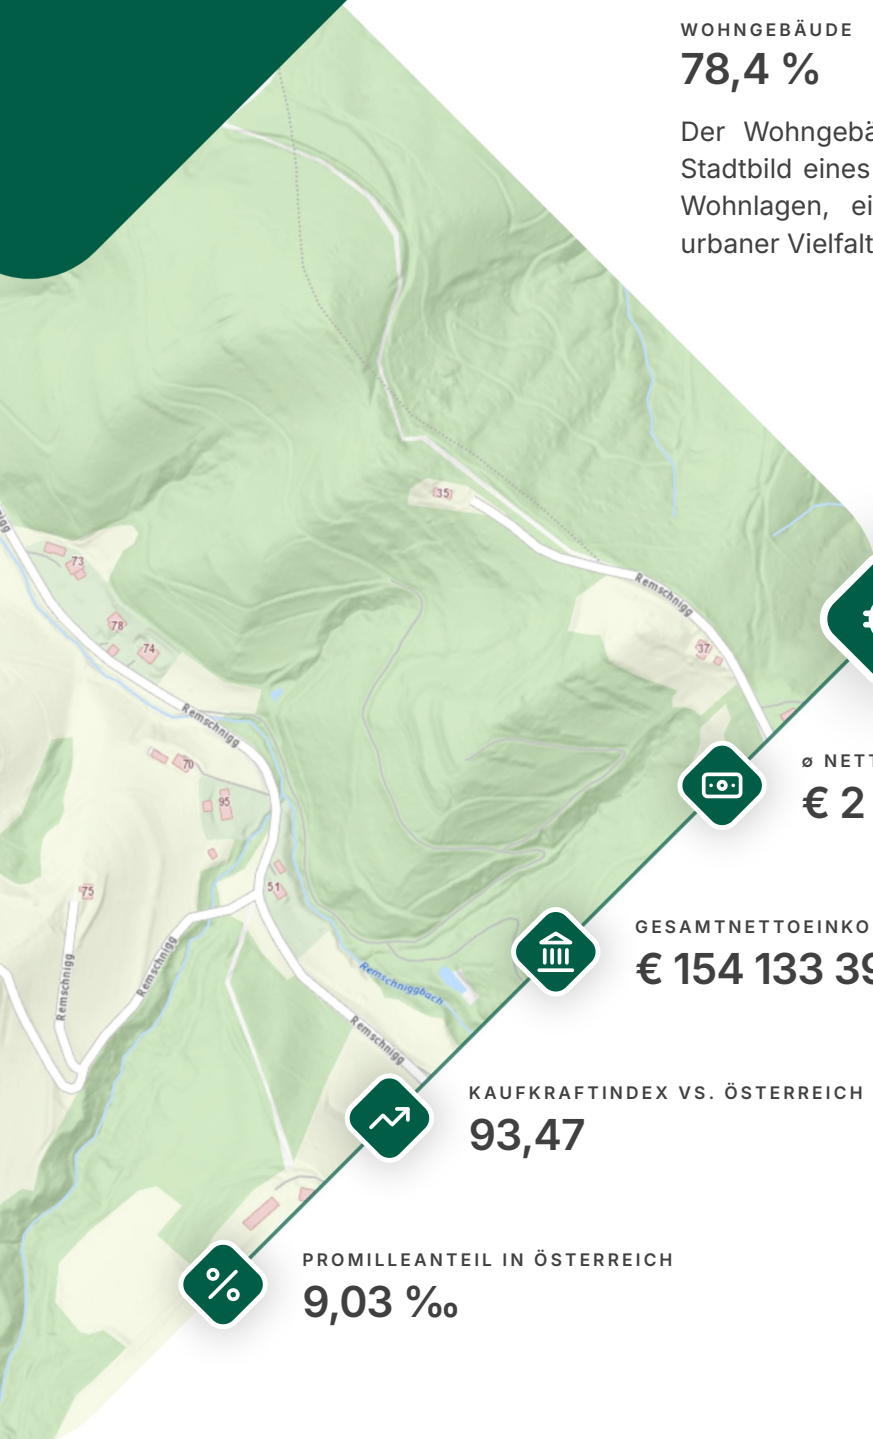 WOHNGEBÄUDE
78,4 %
Der Wohngebä
Stadtbild eines
Wohnlagen, ei
urbaner Vielfalt
35
nigg
73
Remschnigg
78
74
37
Remschnigg
70
ø NETT
€ 2
95
51
75
GESAMTNETTOEINKO
€ 154 133 39
Remschnigg
Remschnigg
Remschniggbach
Remschnigg
KAUFKRAFTINDEX VS. ÖSTERREICH
93,47
PROMILLEANTEIL IN ÖSTERREICH
9,03 ‰